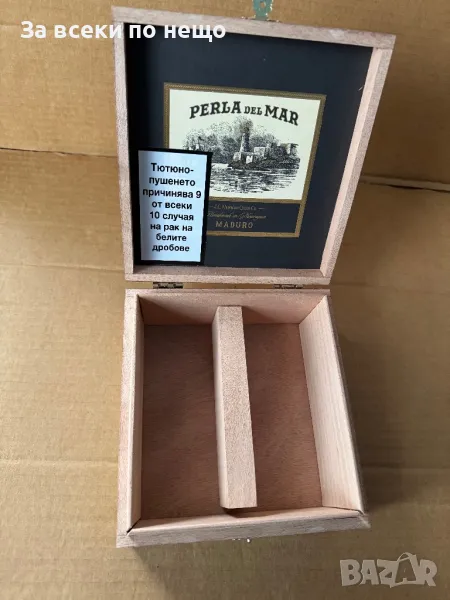 За всеки по нещо
PERLA DEL MAR
Тютюно-
пушенето
причинява 9
от всеки
10 случая
на рак на
белите
дробове
MADURO
BAZAR